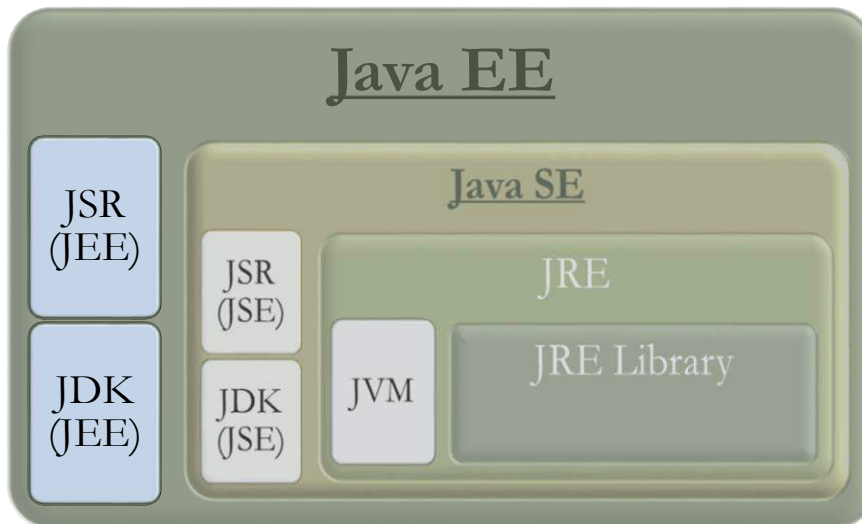 Java EE
JSR
(JEE)
JDK
(JEE)
Java SE
JSR
(JSE)
JDK
(JSE)
JRE
JVM
JRE Library